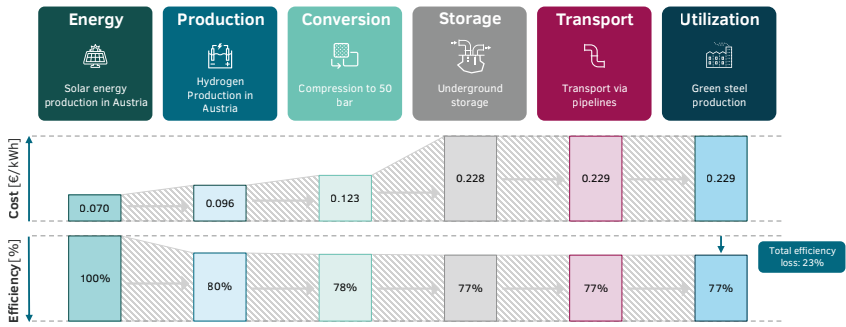 Energy
Production
Conversion
Storage
Transport
Utilization
Solar energy
production in Austria
Hydrogen
Production in
Austria
Compression to 50
bar
Underground
storage
Transport via
pipelines
Green steel
production
Cost [€/kWh]
0.070
0.096
0.123
0.228
0.229
0.229
Efficiency [%]
100%
80%
78%
77%
77%
77%
Total efficiency
loss: 23%